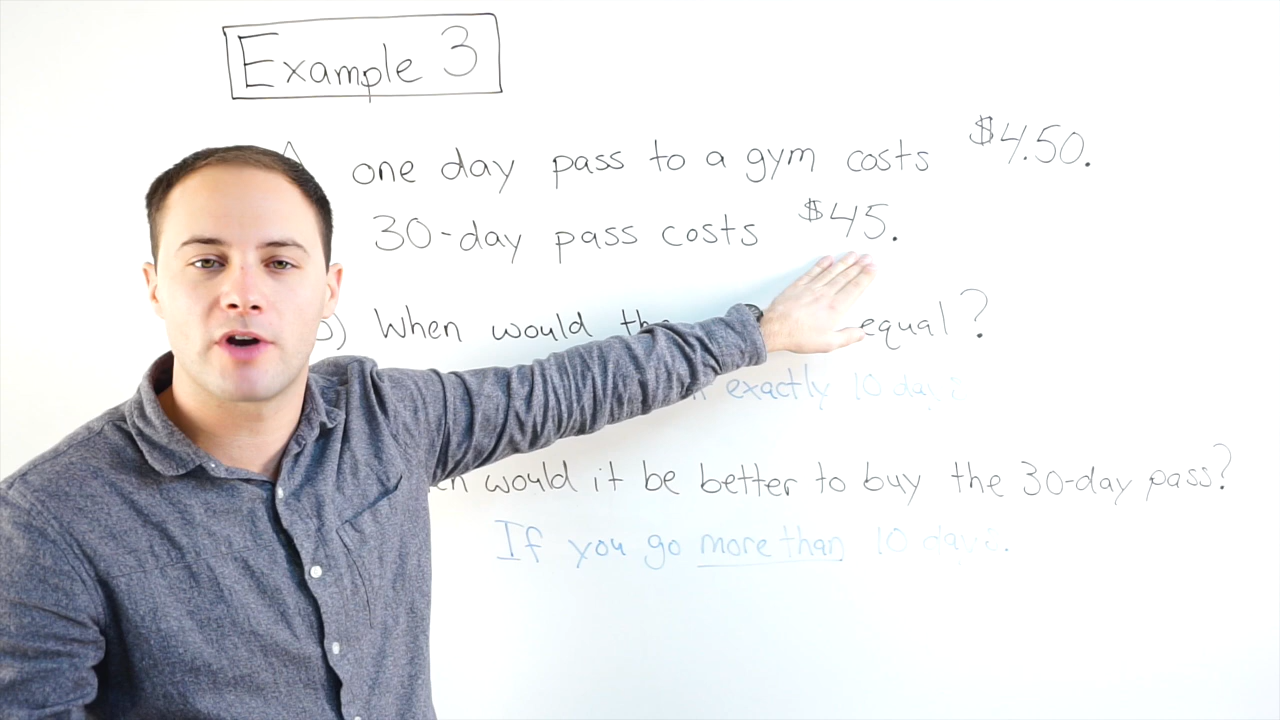 Example 3
one day pass to a gym costs $4.50.
30-day pass costs $45.
b) When would equal?
exactly 10 days
would it be better to buy the 30-day pass?
If you go more than 10 days.